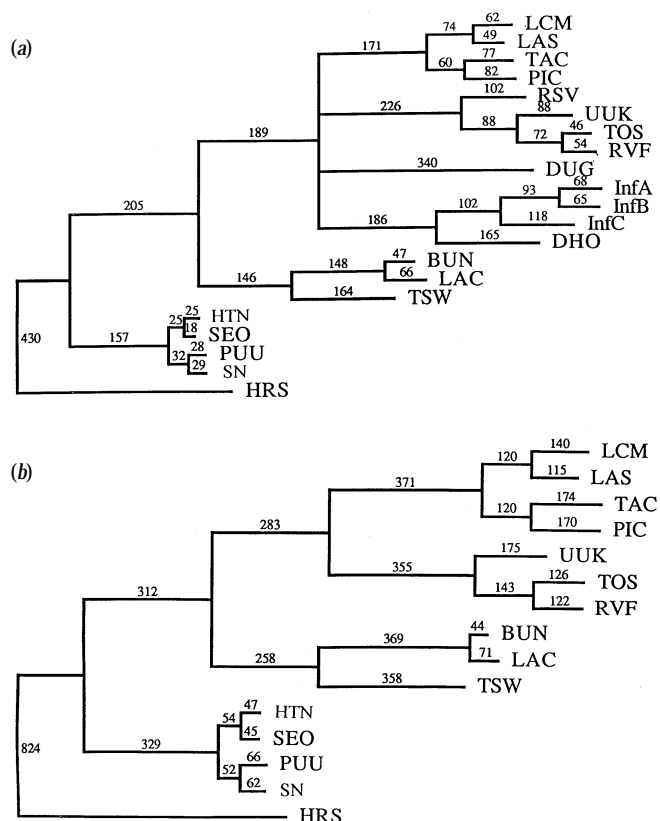 (a)
62 LCM
74
49 LAS
171
77 TAC
60
82 PIC
102 RSV
226
88 UUK
88
46 TOS
72
54 RVF
189
340 DUG
68 InfA
93
65 InfB
102
118 InfC
186
165 DHO
205
47 BUN
148
66 LAC
146
164 TSW
25 HTN
25
18 SEO
157
28 PUU
32
29 SN
430
HRS
(b)
140 LCM
120
115 LAS
371
174 TAC
120
170 PIC
283
175 UUK
355
126 TOS
143
122 RVF
312
44 BUN
369
71 LAC
258
358 TSW
47 HTN
54
45 SEO
329
66 PUU
52
62 SN
824
HRS